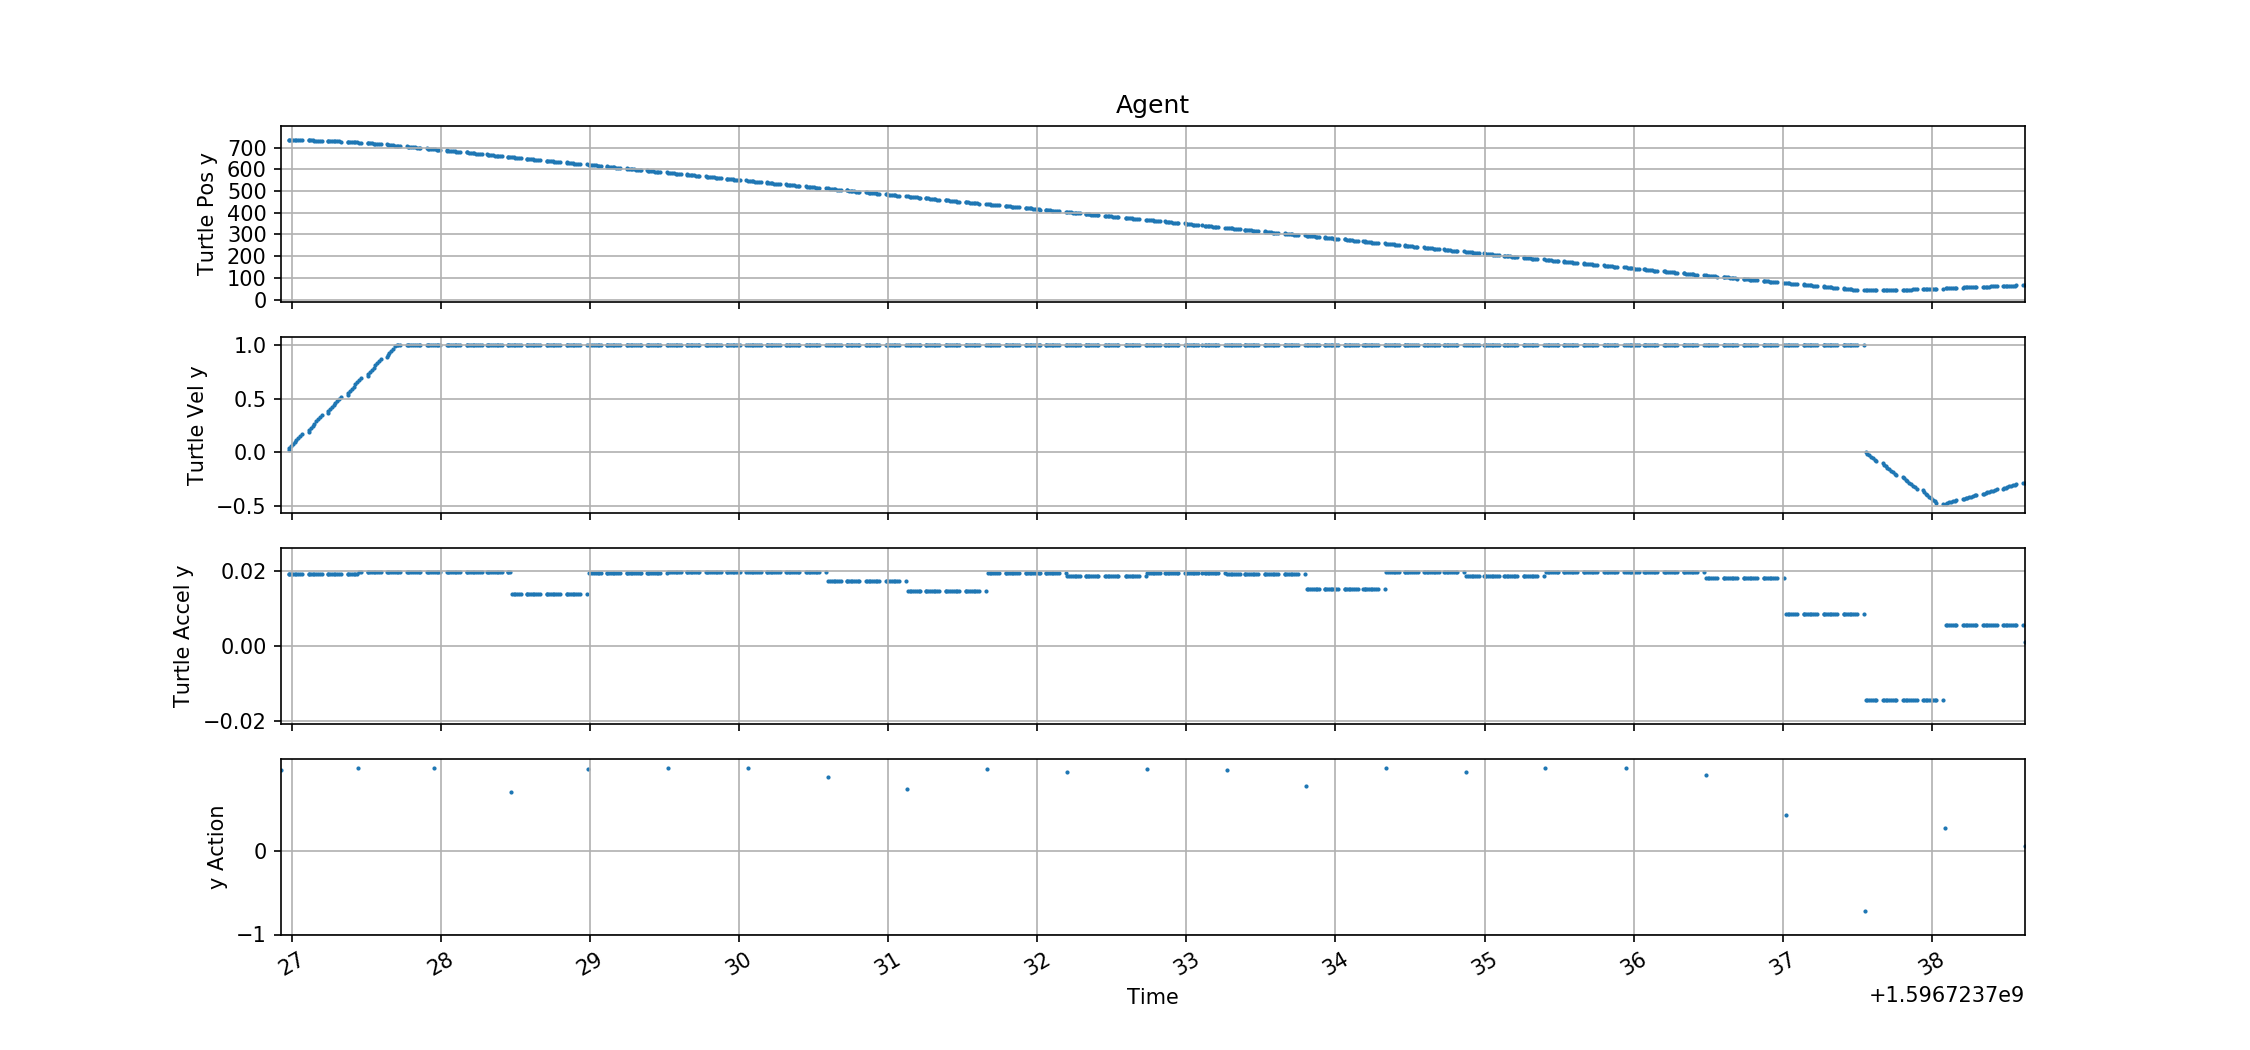 Agent
Turtle Pos y
700
600
500
400
300
200
100
0
Turtle Vel y
1.0
0.5
0.0
−0.5
Turtle Accel y
0.02
0.00
−0.02
y Action
0
−1
27 28 29 30 31 32 33 34 35 36 37 38
Time
+1.5967237e9